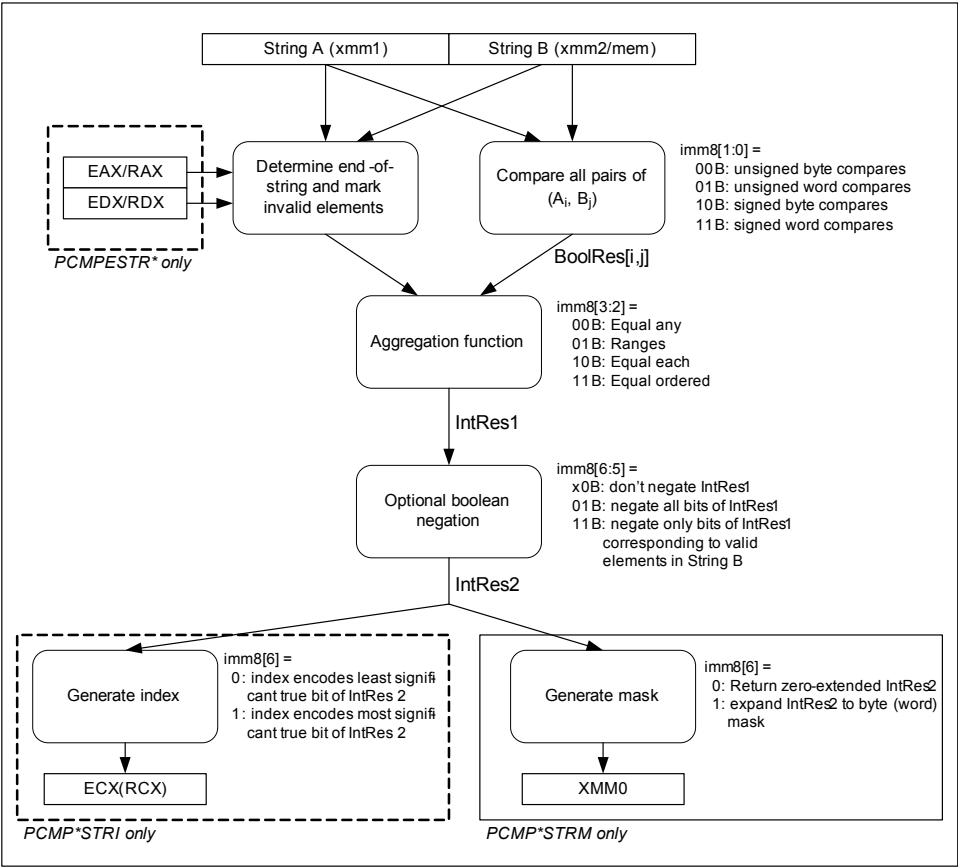 String A (xmm1)
String B (xmm2/mem)
EAX/RAX
EDX/RDX
PCMPESTR* only
Determine end -of-
string and mark
invalid elements
Compare all pairs of
(Ai, Bj)
imm8[1:0] =
00B: unsigned byte compares
01B: unsigned word compares
10B: signed byte compares
11B: signed word compares
BoolRes[i,j]
Aggregation function
imm8[3:2] =
00B: Equal any
01B: Ranges
10B: Equal each
11B: Equal ordered
IntRes1
Optional boolean
negation
imm8[6:5] =
x0B: don't negate IntRes1
01B: negate all bits of IntRes1
11B: negate only bits of IntRes1
corresponding to valid
elements in String B
IntRes2
Generate index
imm8[6] =
0: index encodes least signifi-
cant true bit of IntRes 2
1: index encodes most signifi-
cant true bit of IntRes 2
ECX(RCX)
PCMP*STRI only
Generate mask
imm8[6] =
0: Return zero-extended IntRes2
1: expand IntRes2 to byte (word)
mask
XMM0
PCMP*STRM only